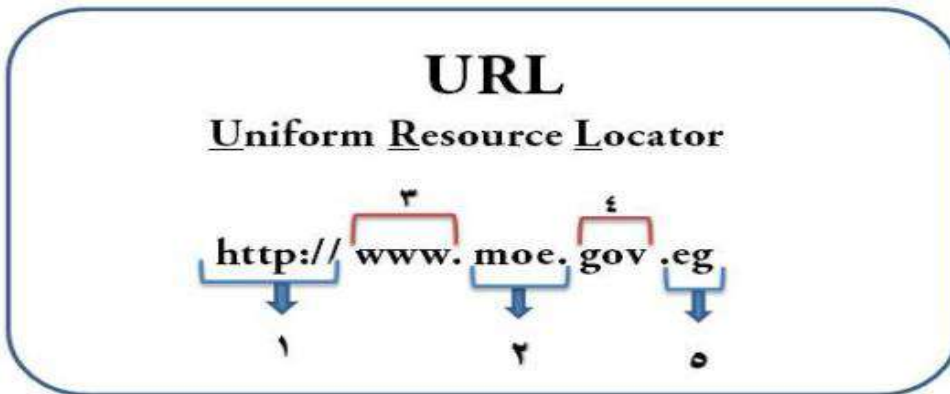 URL
Uniform Resource Locator
٣ ٤
http:// www. moe. gov .eg
١ ٢ ٥